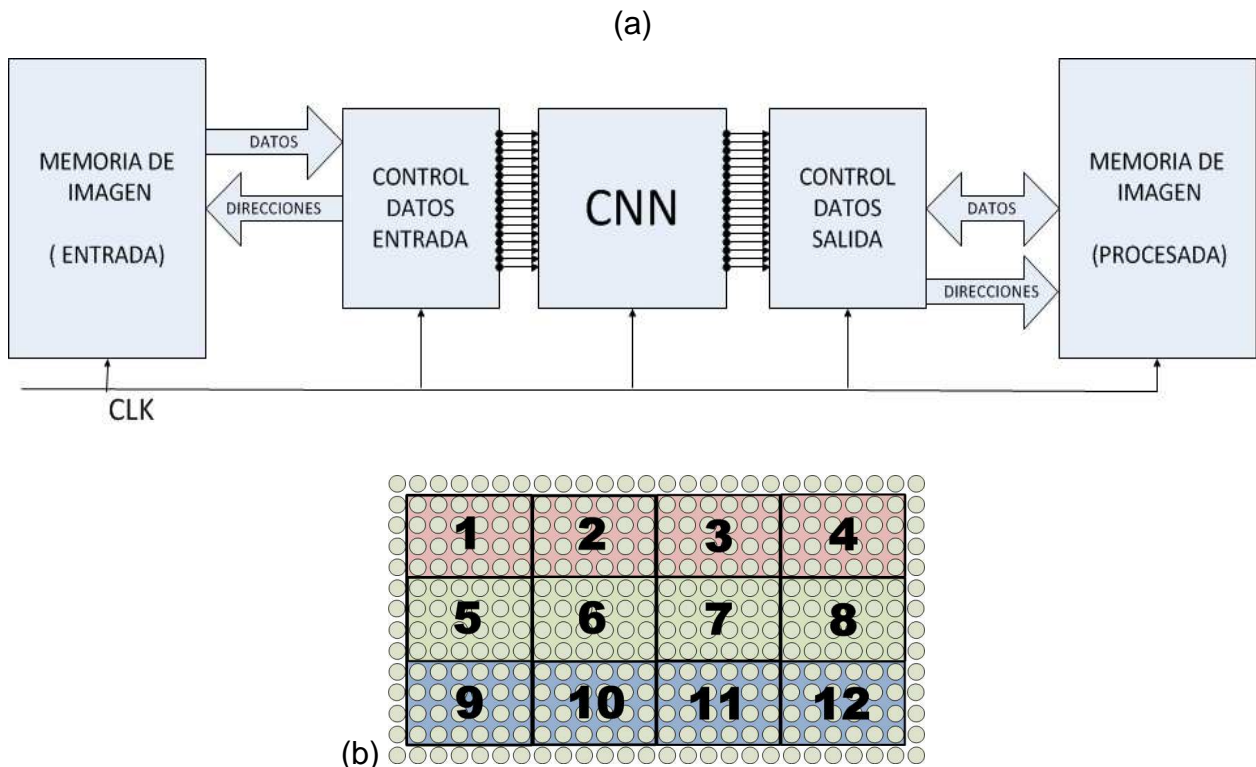 (a)
MEMORIA DE
IMAGEN
( ENTRADA)
DATOS
DIRECCIONES
CONTROL
DATOS
ENTRADA
CNN
CONTROL
DATOS
SALIDA
DATOS
DIRECCIONES
MEMORIA DE
IMAGEN
(PROCESADA)
CLK
1 2 3 4
5 6 7 8
9 10 11 12
(b)